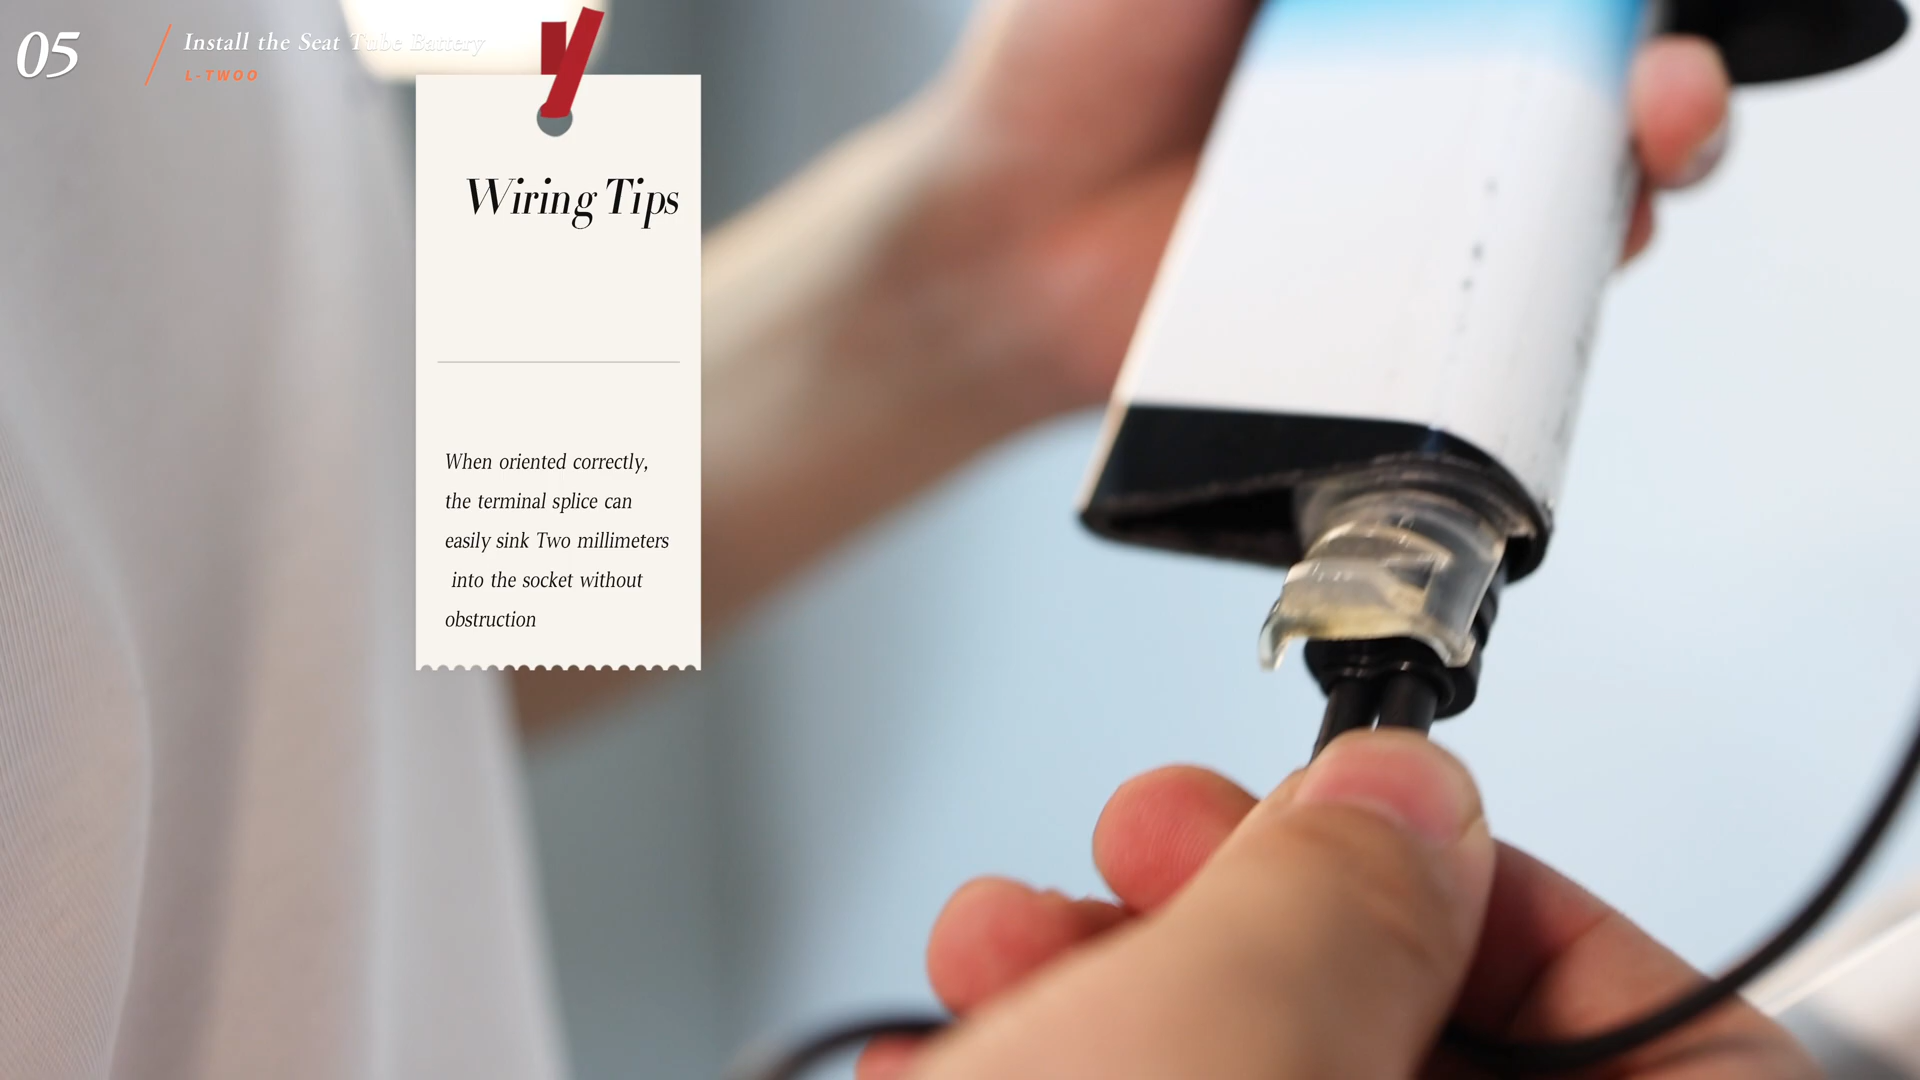 05
Install the Seat Tube Battery
L-TWOO
Wiring Tips
When oriented correctly,
the terminal splice can
easily sink Two millimeters
into the socket without
obstruction